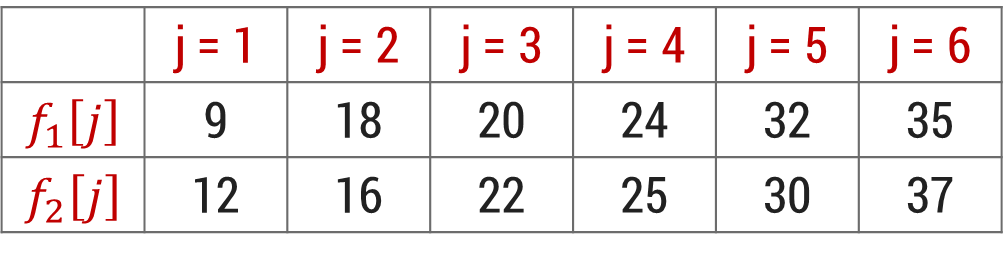 j = 1 j = 2 j = 3 j = 4 j = 5 j = 6
f₁[j] 9 18 20 24 32 35
f₂[j] 12 16 22 25 30 37